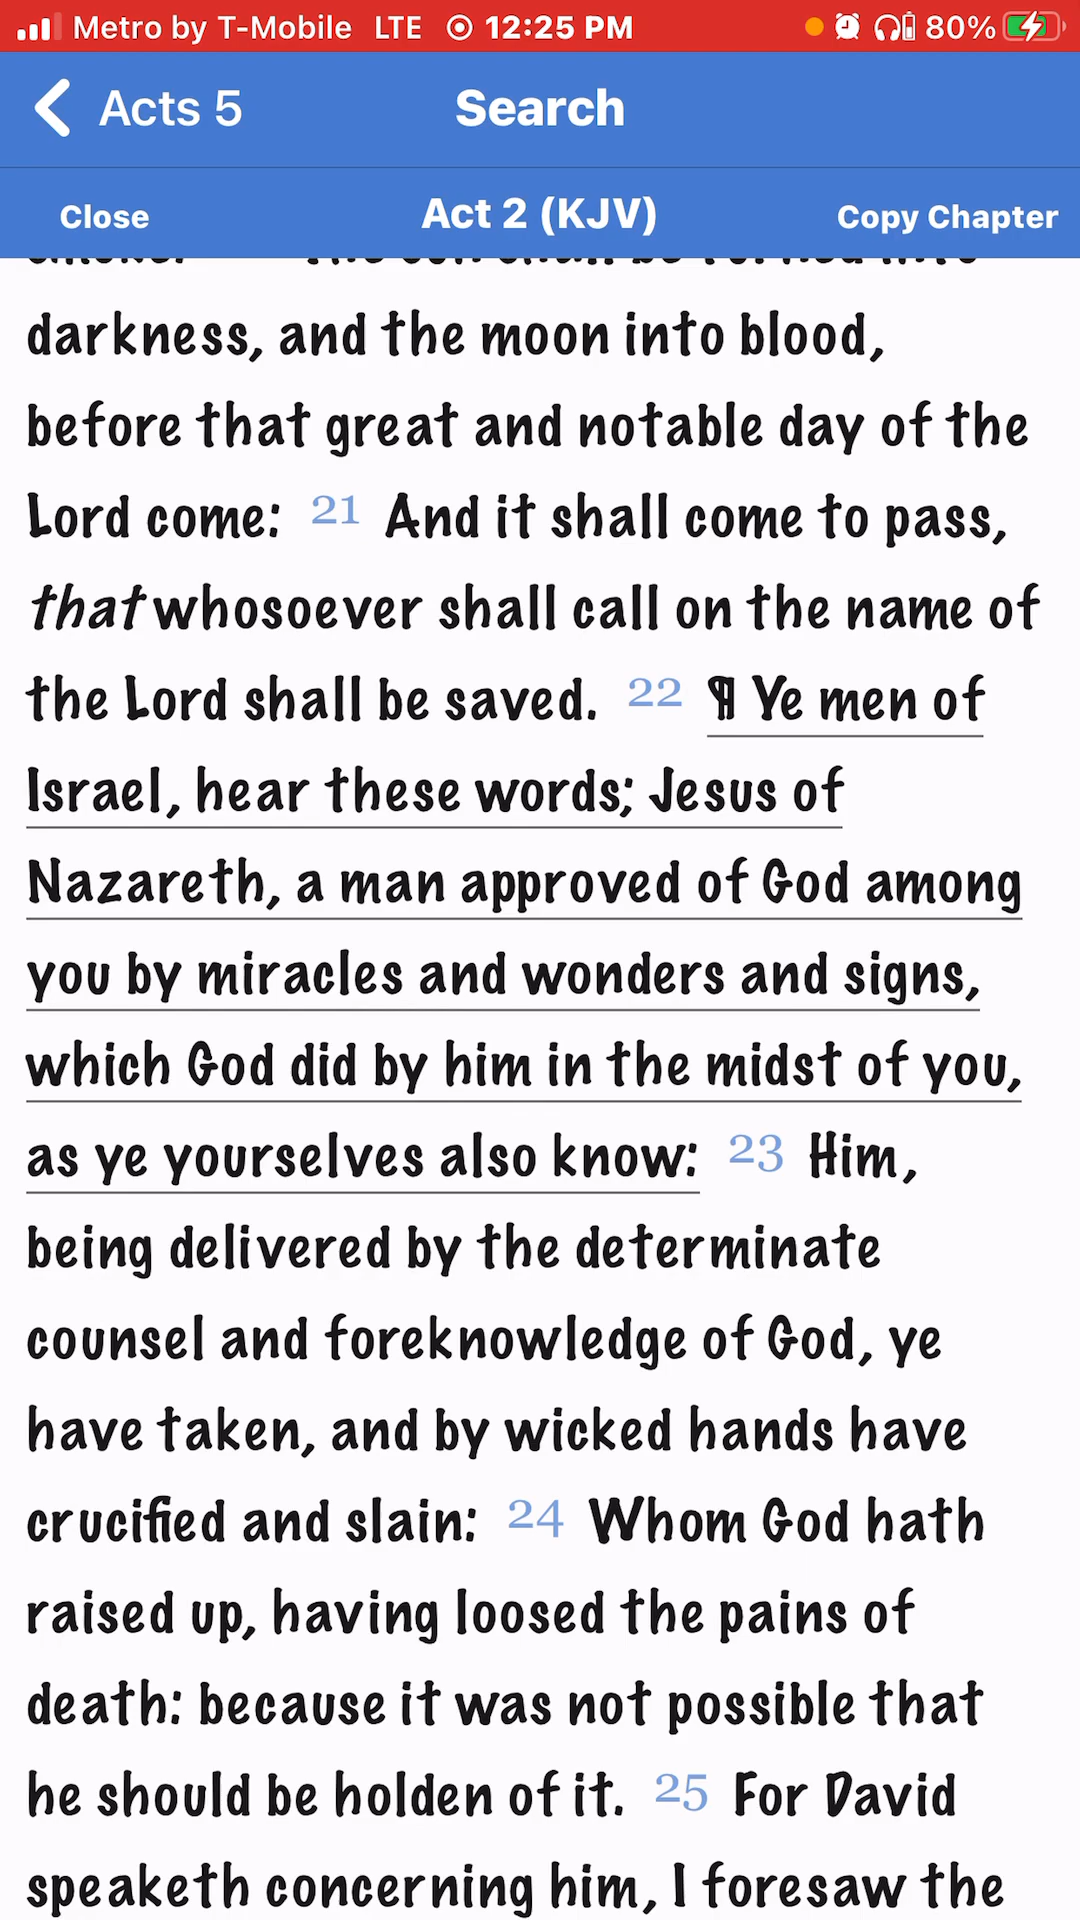 Metro by T-Mobile LTE 12:25 PM 80%
Acts 5 Search
Close Act 2 (KJV) Copy Chapter
darkness, and the moon into blood,
before that great and notable day of the
Lord come: 21 And it shall come to pass,
that whosoever shall call on the name of
the Lord shall be saved. 22 ¶ Ye men of
Israel, hear these words; Jesus of
Nazareth, a man approved of God among
you by miracles and wonders and signs,
which God did by him in the midst of you,
as ye yourselves also know: 23 Him,
being delivered by the determinate
counsel and foreknowledge of God, ye
have taken, and by wicked hands have
crucified and slain: 24 Whom God hath
raised up, having loosed the pains of
death: because it was not possible that
he should be holden of it. 25 For David
speaketh concerning him, I foresaw the